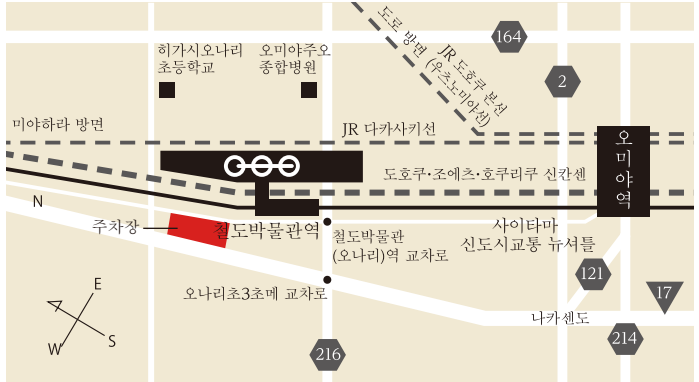 164
2
도로 방면
JR 도호쿠 본선
(우츠노미야선)
히가시오나리
초등학교
오미야주오
종합병원
미야하라 방면
JR 다카사키선
오미야역
도호쿠·조에츠·호쿠리쿠 신칸센
N
주차장
철도박물관역
철도박물관
(오나리)역 교차로
사이타마
신도시교통 뉴셔틀
오나리초3초메 교차로
121
17
나카센도
E
S
W
216
214